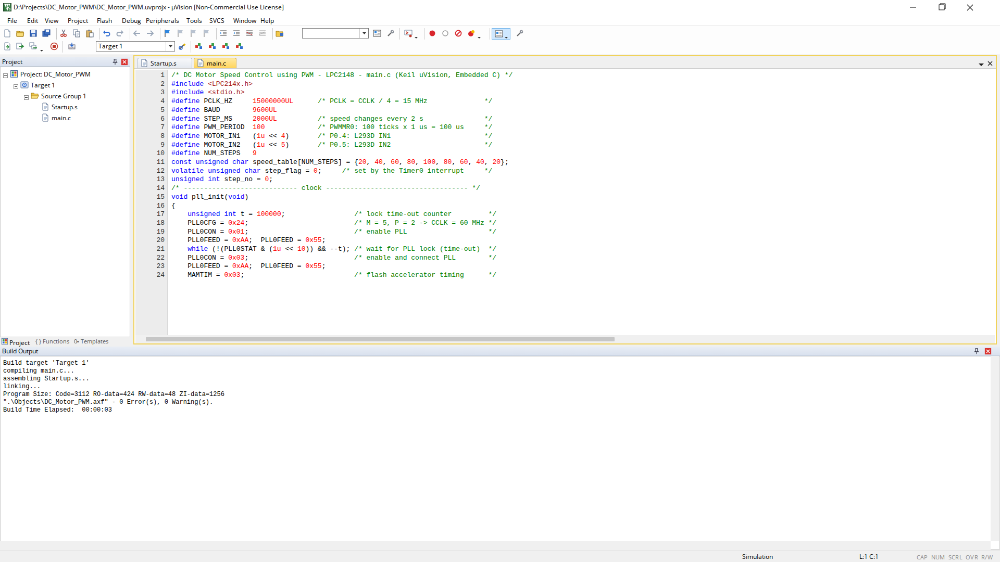 D:\Projects\DC_Motor_PWM\DC_Motor_PWM.uvprojx - µVision [Non-Commercial Use License]
File Edit View Project Flash Debug Peripherals Tools SVCS Window Help
Target 1
Project
Project: DC_Motor_PWM
Target 1
Source Group 1
Startup.s
main.c
Project { } Functions Templates
Startup.s main.c
1 /* DC Motor Speed Control using PWM - LPC2148 - main.c (Keil uVision, Embedded C) */
2 #include <LPC214x.h>
3 #include <stdio.h>
4 #define PCLK_HZ     15000000UL      /* PCLK = CCLK / 4 = 15 MHz              */
5 #define BAUD        9600UL
6 #define STEP_MS     2000UL          /* speed changes every 2 s               */
7 #define PWM_PERIOD  100             /* PWMMR0: 100 ticks x 1 us = 100 us     */
8 #define MOTOR_IN1   (1u << 4)       /* P0.4: L293D IN1                       */
9 #define MOTOR_IN2   (1u << 5)       /* P0.5: L293D IN2                       */
10 #define NUM_STEPS   9
11 const unsigned char speed_table[NUM_STEPS] = {20, 40, 60, 80, 100, 80, 60, 40, 20};
12 volatile unsigned char step_flag = 0;     /* set by the Timer0 interrupt     */
13 unsigned int step_no = 0;
14 /* ---------------------------- clock ----------------------------------- */
15 void pll_init(void)
16 {
17     unsigned int t = 100000;                 /* lock time-out counter         */
18     PLL0CFG = 0x24;                          /* M = 5, P = 2 -> CCLK = 60 MHz */
19     PLL0CON = 0x01;                          /* enable PLL                    */
20     PLL0FEED = 0xAA;  PLL0FEED = 0x55;
21     while (!(PLL0STAT & (1u << 10)) && --t); /* wait for PLL lock (time-out)  */
22     PLL0CON = 0x03;                          /* enable and connect PLL        */
23     PLL0FEED = 0xAA;  PLL0FEED = 0x55;
24     MAMTIM = 0x03;                           /* flash accelerator timing      */
Build Output
Build target 'Target 1'
compiling main.c...
assembling Startup.s...
linking...
Program Size: Code=3112 RO-data=424 RW-data=48 ZI-data=1256
".\Objects\DC_Motor_PWM.axf" - 0 Error(s), 0 Warning(s).
Build Time Elapsed:  00:00:03
Simulation L:1 C:1 CAP NUM SCRL OVR R/W